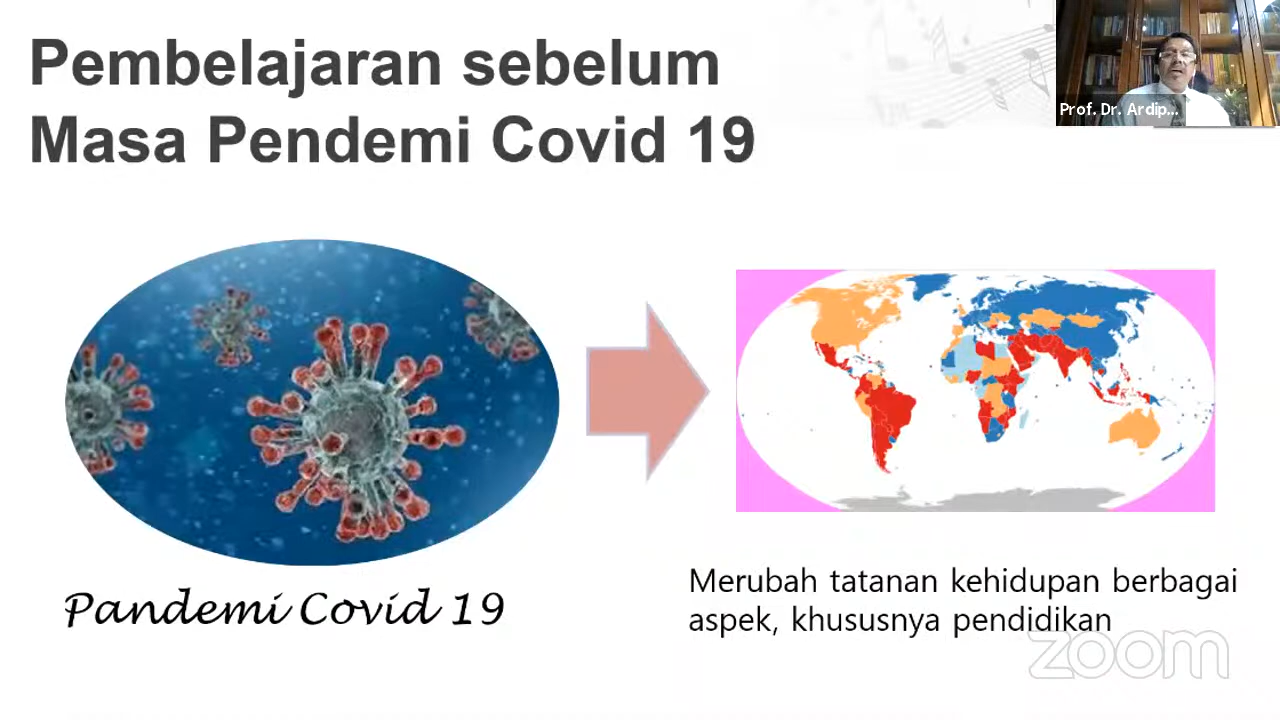 Pembelajaran sebelum
Masa Pendemi Covid 19
Prof. Dr. Ardip...
Pandemi Covid 19
Merubah tatanan kehidupan berbagai
aspek, khususnya pendidikan
zoom